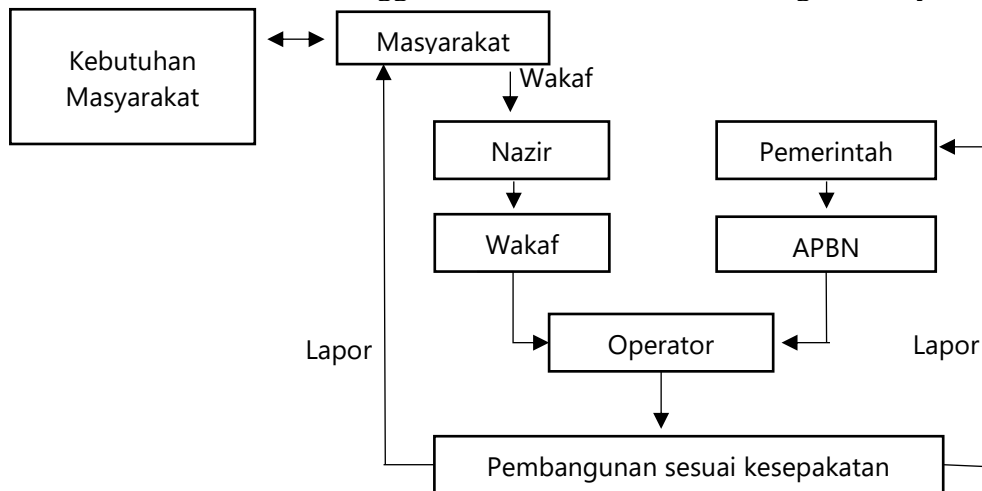 Masyarakat
Kebutuhan
Masyarakat
Wakaf
Nazir
Pemerintah
Wakaf
APBN
Operator
Lapor
Lapor
Pembangunan sesuai kesepakatan